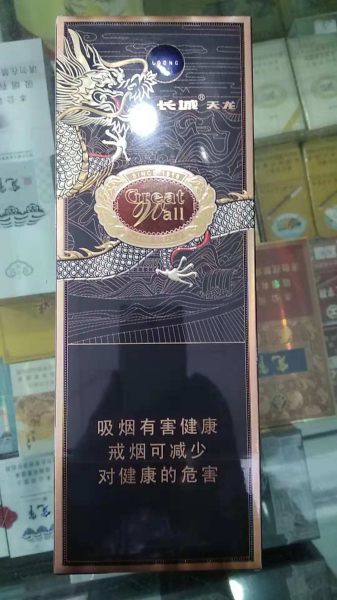 LOONG
长城® 天龙
SINCE 1918
Great
Wall
吸烟有害健康
戒烟可减少
对健康的危害